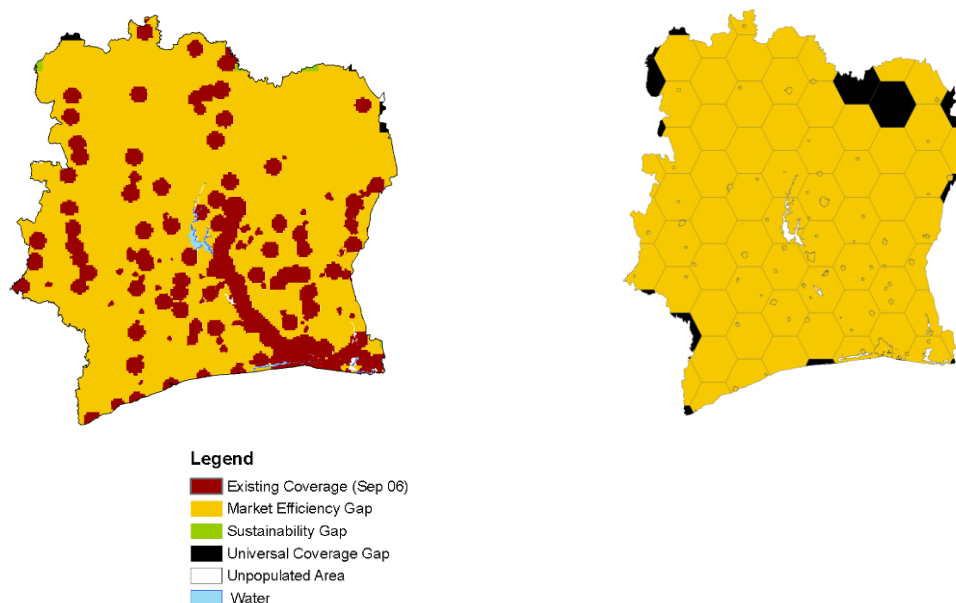 Legend
Existing Coverage (Sep 06)
Market Efficiency Gap
Sustainability Gap
Universal Coverage Gap
Unpopulated Area
Water